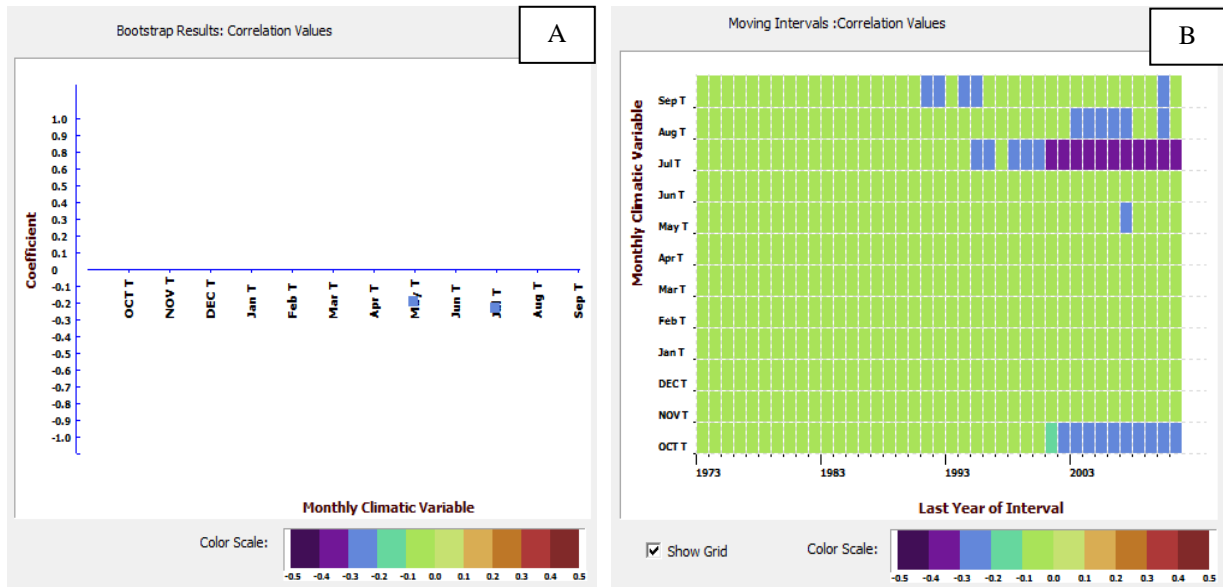 Bootstrap Results: Correlation Values
A
Coefficient
1.0
0.9
0.8
0.7
0.6
0.5
0.4
0.3
0.2
0.1
0
-0.1
-0.2
-0.3
-0.4
-0.5
-0.6
-0.7
-0.8
-0.9
-1.0
OCT T
NOV T
DEC T
Jan T
Feb T
Mar T
Apr T
May T
Jun T
Jul T
Aug T
Sep T
Monthly Climatic Variable
Color Scale:
-0.5 -0.4 -0.3 -0.2 -0.1 0.0 0.1 0.2 0.3 0.4 0.5
Moving Intervals :Correlation Values
B
Monthly Climatic Variable
Sep T
Aug T
Jul T
Jun T
May T
Apr T
Mar T
Feb T
Jan T
DEC T
NOV T
OCT T
1973 1983 1993 2003
Last Year of Interval
Show Grid
Color Scale:
-0.5 -0.4 -0.3 -0.2 -0.1 0.0 0.1 0.2 0.3 0.4 0.5